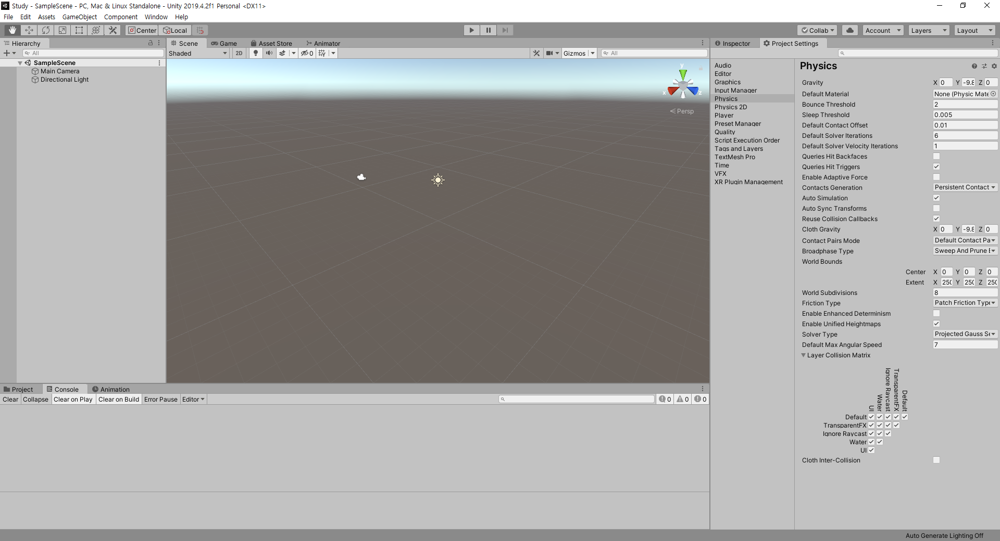 Study - SampleScene - PC, Mac & Linux Standalone - Unity 2019.4.2f1 Personal <DX11>
File Edit Assets GameObject Component Window Help
Center Local
Collab Account Layers Layout
Hierarchy
All
SampleScene
Main Camera
Directional Light
Scene Game Asset Store Animator
Shaded 2D 0 Gizmos All
y
x z
Persp
Project Console Animation
Clear Collapse Clear on Play Clear on Build Error Pause Editor 0 0 0
Inspector Project Settings
Audio
Editor
Graphics
Input Manager
Physics
Physics 2D
Player
Preset Manager
Quality
Script Execution Order
Tags and Layers
TextMesh Pro
Time
VFX
XR Plugin Management
Physics
Gravity X 0 Y -9.8 Z 0
Default Material None (Physic Mate
Bounce Threshold 2
Sleep Threshold 0.005
Default Contact Offset 0.01
Default Solver Iterations 6
Default Solver Velocity Iterations 1
Queries Hit Backfaces
Queries Hit Triggers
Enable Adaptive Force
Contacts Generation Persistent Contact
Auto Simulation
Auto Sync Transforms
Reuse Collision Callbacks
Cloth Gravity X 0 Y -9.8 Z 0
Contact Pairs Mode Default Contact Pa
Broadphase Type Sweep And Prune
World Bounds
Center X 0 Y 0 Z 0
Extent X 250 Y 250 Z 250
World Subdivisions 8
Friction Type Patch Friction Type
Enable Enhanced Determinism
Enable Unified Heightmaps
Solver Type Projected Gauss Se
Default Max Angular Speed 7
Layer Collision Matrix
UI Water Ignore Raycast TransparentFX Default
Default
TransparentFX
Ignore Raycast
Water
UI
Cloth Inter-Collision
Auto Generate Lighting Off